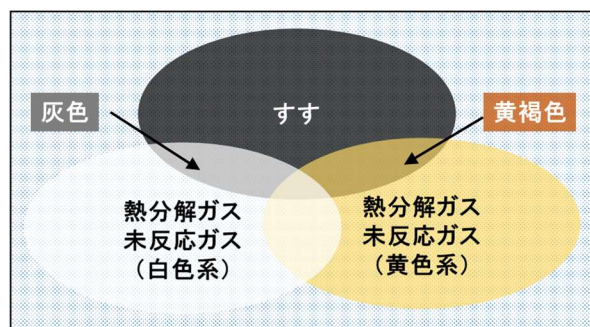 すす
灰色
黄褐色
熱分解ガス
未反応ガス
（白色系）
熱分解ガス
未反応ガス
（黄色系）